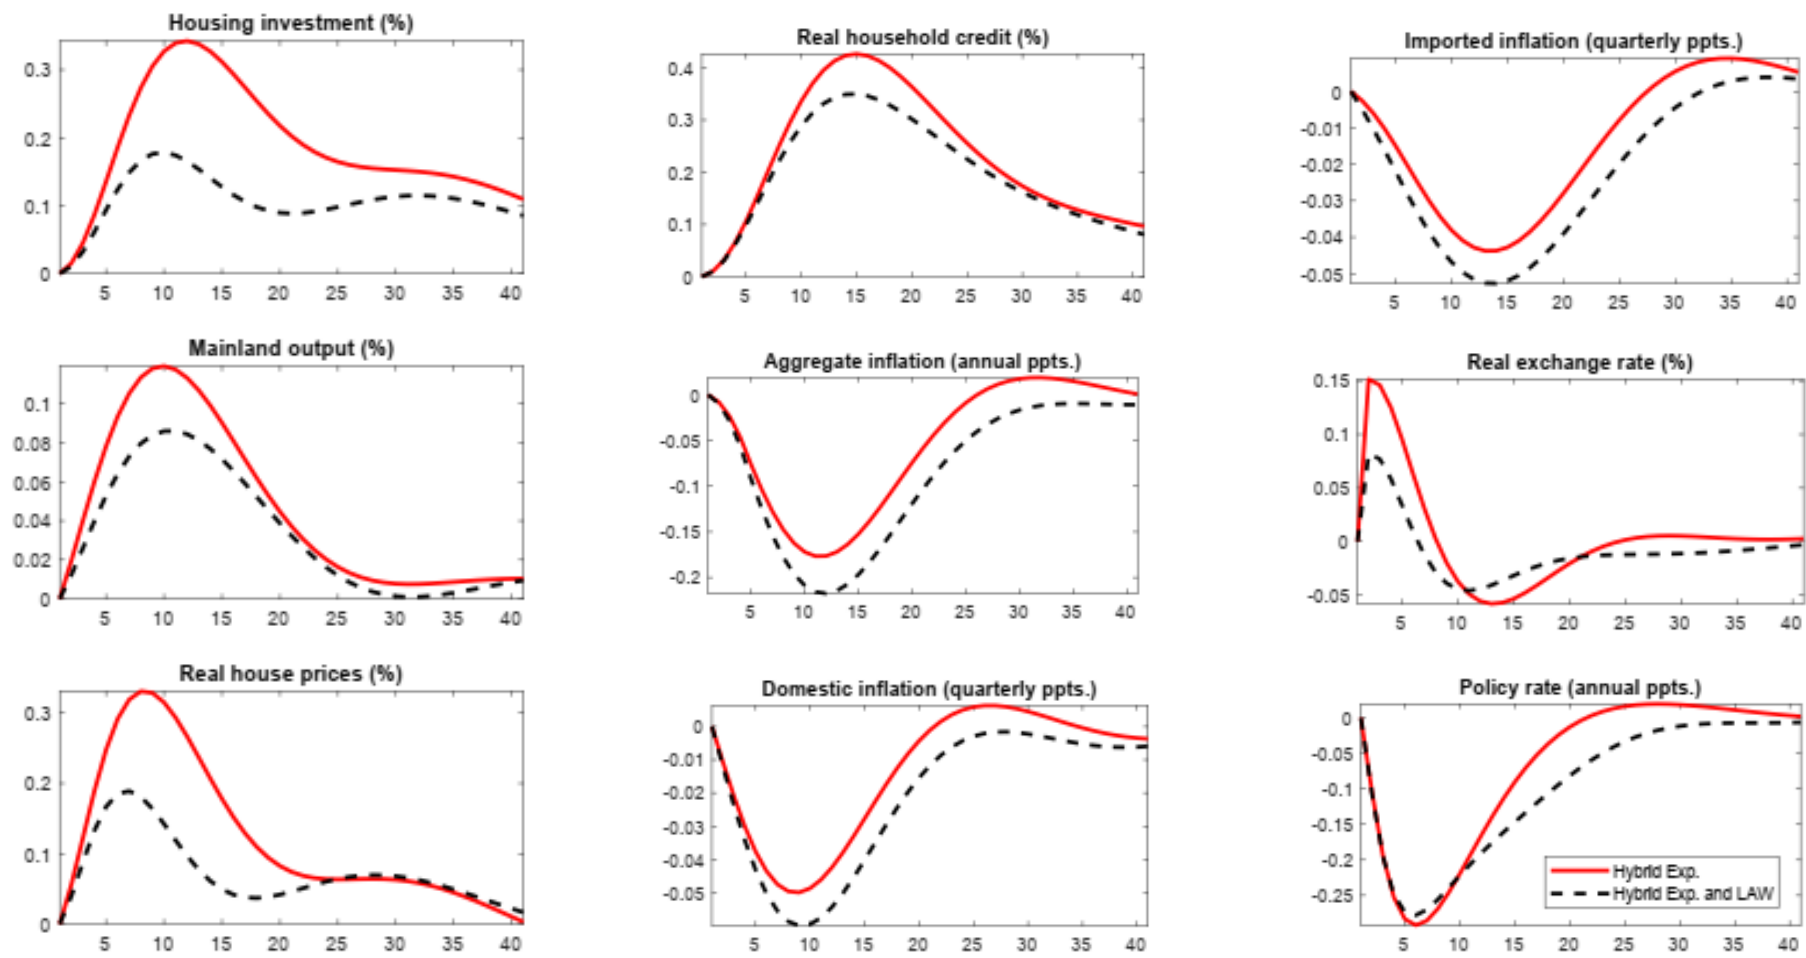 Housing investment (%)
0.3
0.2
0.1
0
5 10 15 20 25 30 35 40
Real household credit (%)
0.4
0.3
0.2
0.1
0
5 10 15 20 25 30 35 40
Imported inflation (quarterly ppts.)
0
-0.01
-0.02
-0.03
-0.04
-0.05
5 10 15 20 25 30 35 40
Mainland output (%)
0.1
0.08
0.06
0.04
0.02
0
5 10 15 20 25 30 35 40
Aggregate inflation (annual ppts.)
0
-0.05
-0.1
-0.15
-0.2
5 10 15 20 25 30 35 40
Real exchange rate (%)
0.15
0.1
0.05
0
-0.05
5 10 15 20 25 30 35 40
Real house prices (%)
0.3
0.2
0.1
0
5 10 15 20 25 30 35 40
Domestic inflation (quarterly ppts.)
0
-0.01
-0.02
-0.03
-0.04
-0.05
5 10 15 20 25 30 35 40
Policy rate (annual ppts.)
0
-0.05
-0.1
-0.15
-0.2
-0.25
5 10 15 20 25 30 35 40
Hybrid Exp.
Hybrid Exp. and LAW